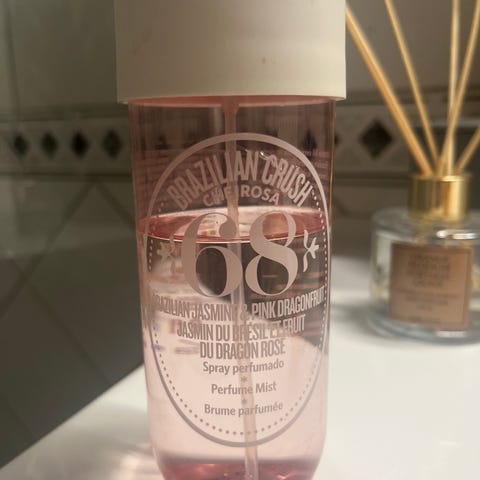 BRAZILIAN CRUSH
CHEIROSA
68
BRAZILIAN JASMINE & PINK DRAGONFRUIT
JASMIN DU BRÉSIL ET FRUIT
DU DRAGON ROSE
Spray perfumado
Perfume Mist
Brume parfumée